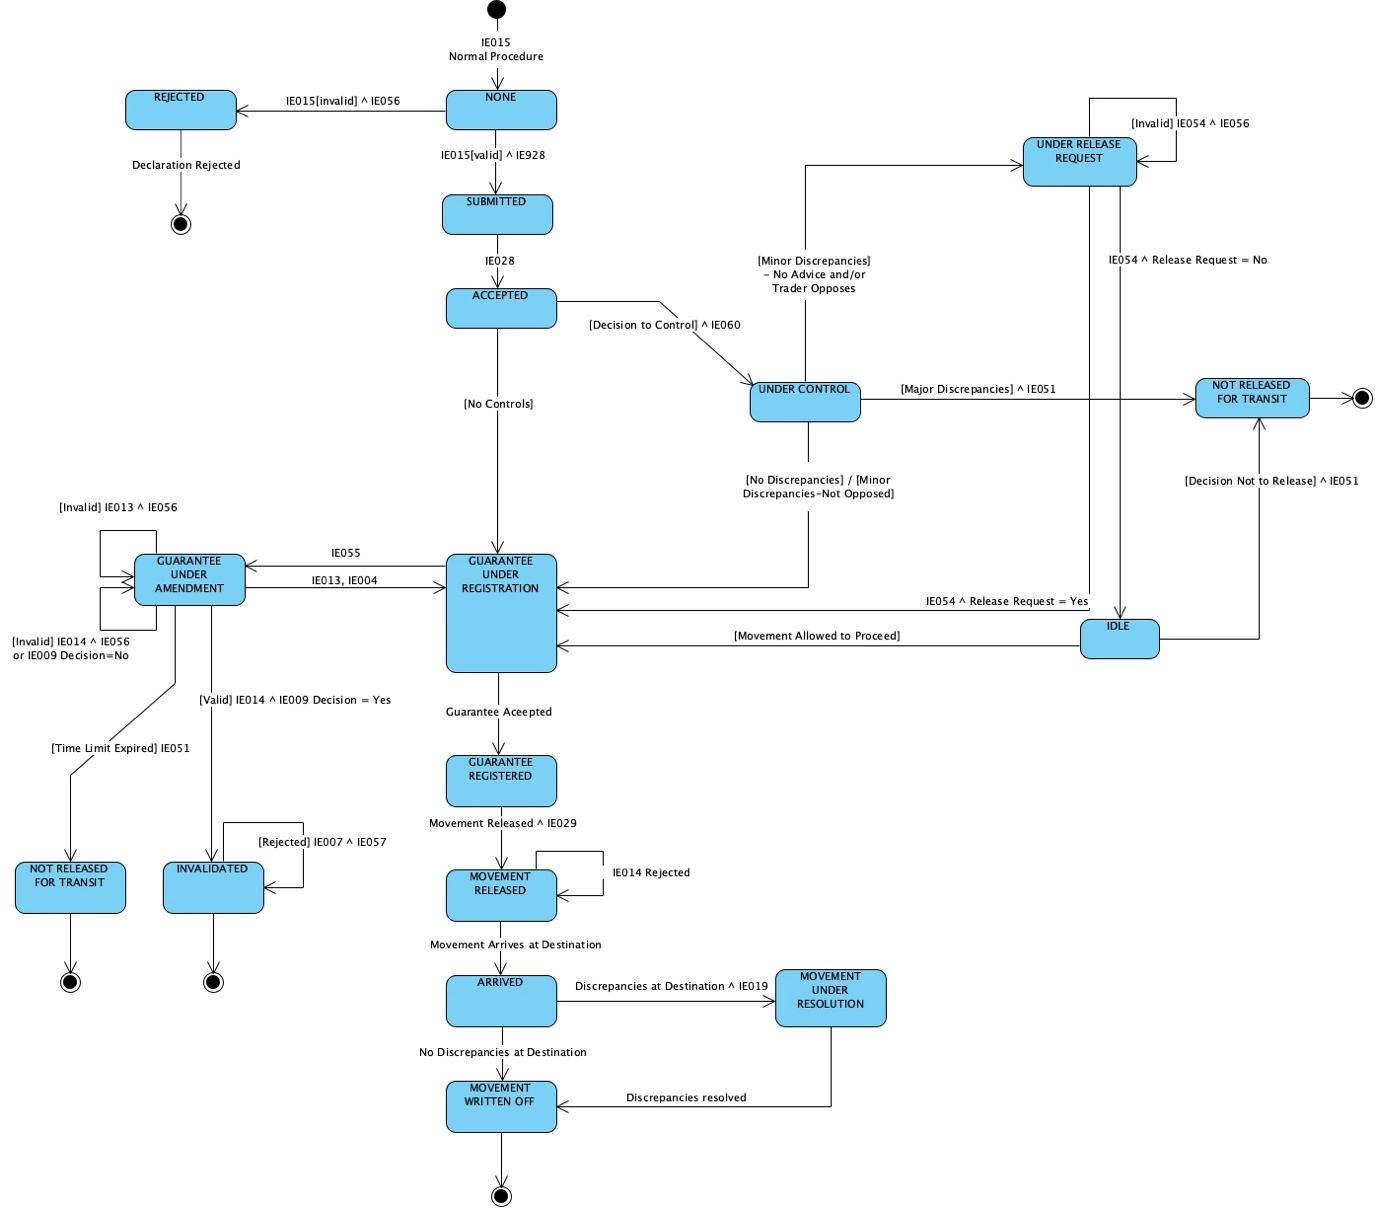 IE015
Normal Procedure
REJECTED
IE015[invalid] ^ IE056
NONE
[Invalid] IE054 ^ IE056
UNDER RELEASE
REQUEST
Declaration Rejected
IE015[valid] ^ IE928
SUBMITTED
IE028
[Minor Discrepancies]
- No Advice and/or
Trader Opposes
IE054 ^ Release Request = No
ACCEPTED
[Decision to Control] ^ IE060
UNDER CONTROL
[Major Discrepancies] ^ IE051
NOT RELEASED
FOR TRANSIT
[No Controls]
[No Discrepancies] / [Minor
Discrepancies-Not Opposed]
[Decision Not to Release] ^ IE051
[Invalid] IE013 ^ IE056
GUARANTEE
UNDER
AMENDMENT
IE055
IE013, IE004
GUARANTEE
UNDER
REGISTRATION
IE054 ^ Release Request = Yes
[Movement Allowed to Proceed]
IDLE
[Invalid] IE014 ^ IE056
or IE009 Decision=No
[Valid] IE014 ^ IE009 Decision = Yes
Guarantee Aceepted
[Time Limit Expired] IE051
GUARANTEE
REGISTERED
Movement Released ^ IE029
[Rejected] IE007 ^ IE057
NOT RELEASED
FOR TRANSIT
INVALIDATED
MOVEMENT
RELEASED
IE014 Rejected
Movement Arrives at Destination
ARRIVED
Discrepancies at Destination ^ IE019
MOVEMENT
UNDER
RESOLUTION
No Discrepancies at Destination
MOVEMENT
WRITTEN OFF
Discrepancies resolved